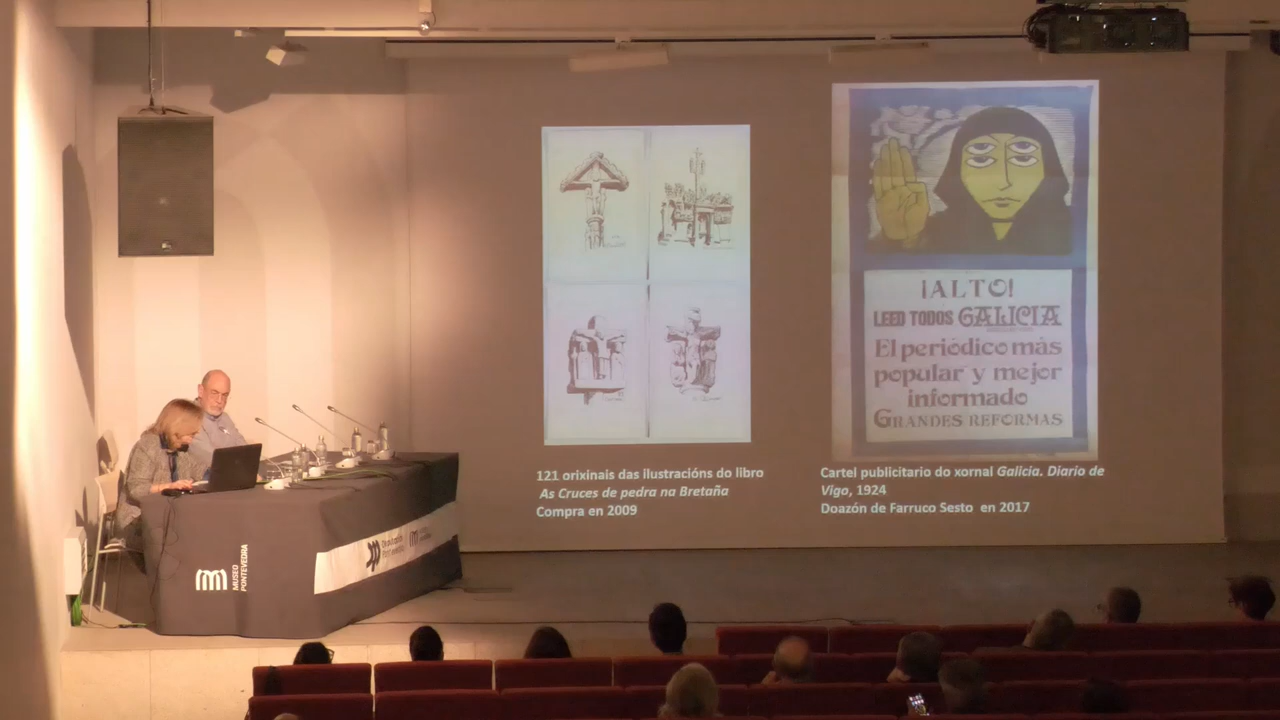 ¡ALTO!
LEED TODOS GALICIA
El periódico más
popular y mejor
informado
GRANDES REFORMAS
121 orixinais das ilustracións do libro
As Cruces de pedra na Bretaña
Compra en 2009
Cartel publicitario do xornal Galicia. Diario de
Vigo, 1924
Doazón de Farruco Sesto en 2017
MUSEO
PONTEVEDRA
Deputación
Pontevedra